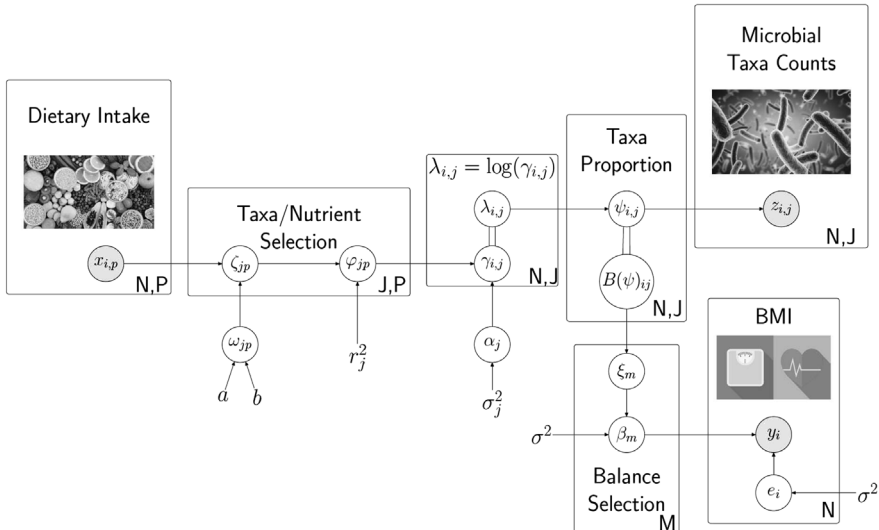 Microbial
Taxa Counts
z_{i,j}
N,J
Dietary Intake
x_{i,p}
N,P
Taxa/Nutrient
Selection
ζ_{jp}
φ_{jp}
J,P
ω_{jp}
a
b
r_j^2
λ_{i,j} = log(γ_{i,j})
λ_{i,j}
γ_{i,j}
N,J
α_j
σ_j^2
Taxa
Proportion
ψ_{i,j}
B(ψ)_{ij}
N,J
ξ_m
σ^2
β_m
Balance
Selection
M
BMI
y_i
e_i
N
σ^2